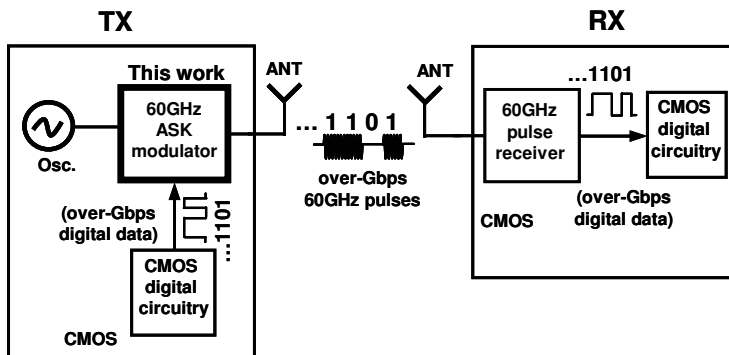 TX
This work
60GHz
ASK
modulator
Osc.
(over-Gbps
digital data)
...1101
CMOS
digital
circuitry
CMOS
ANT
... 1 1 0 1
over-Gbps
60GHz pulses
ANT
RX
...1101
60GHz
pulse
receiver
CMOS
digital
circuitry
(over-Gbps
digital data)
CMOS